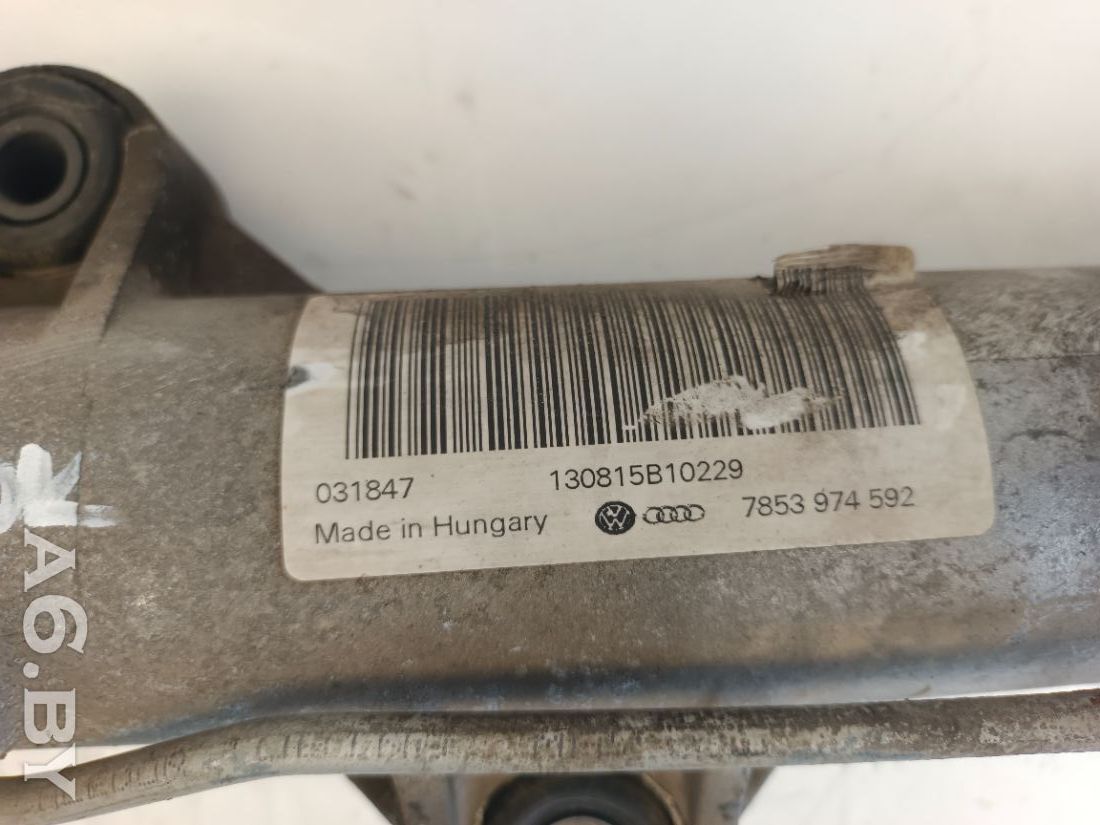 031847 130815B10229
Made in Hungary 7853 974 592
A6.BY